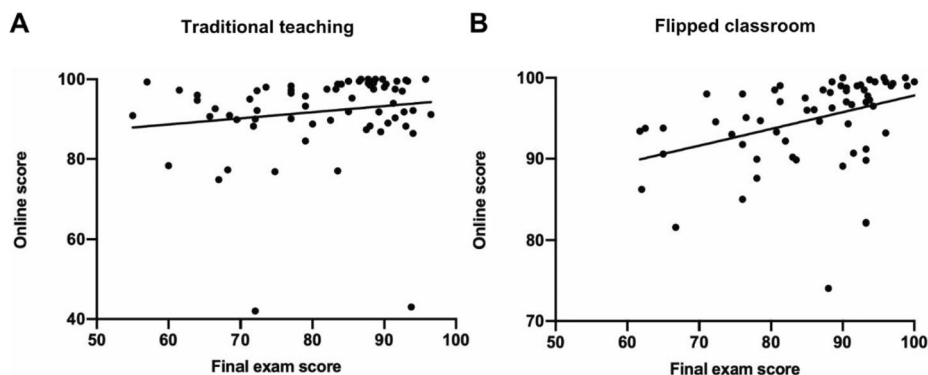 A
Traditional teaching
100
80
60
40
Online score
50 60 70 80 90 100
Final exam score
B
Flipped classroom
100
90
80
70
Online score
50 60 70 80 90 100
Final exam score